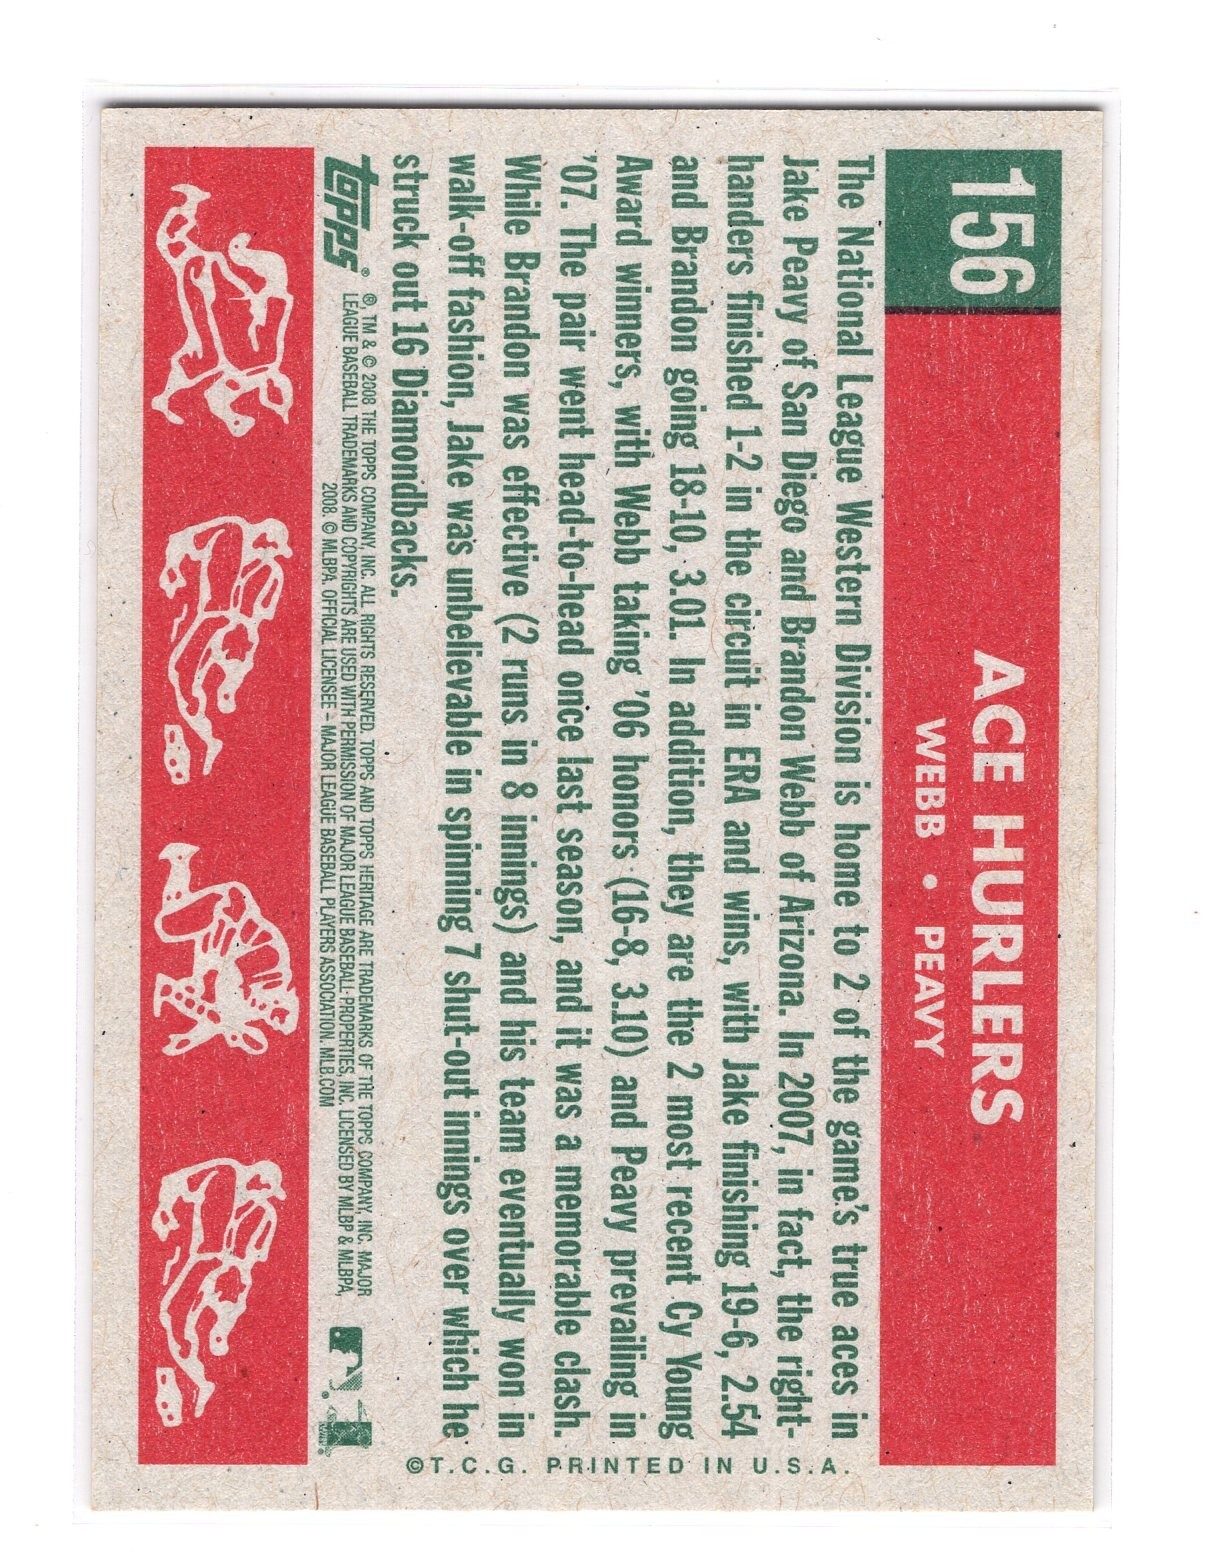 156
ACE HURLERS
WEBB • PEAVY
The National League Western Division is home to 2 of the game's true aces in
Jake Peavy of San Diego and Brandon Webb of Arizona. In 2007, in fact, the right-
handers finished 1-2 in the circuit in ERA and wins, with Jake finishing 19-6, 2.54
and Brandon going 18-10, 3.01. In addition, they are the 2 most recent Cy Young
Award winners, with Webb taking '06 honors (16-8, 3.10) and Peavy prevailing in
'07. The pair went head-to-head once last season, and it was a memorable clash.
While Brandon was effective (2 runs in 8 innings) and his team eventually won in
walk-off fashion, Jake was unbelievable in spinning 7 shut-out innings over which he
struck out 16 Diamondbacks.
topps®
®, TM & © 2008 THE TOPPS COMPANY, INC. ALL RIGHTS RESERVED. TOPPS AND TOPPS HERITAGE ARE TRADEMARKS OF THE TOPPS COMPANY, INC. MAJOR
LEAGUE BASEBALL TRADEMARKS AND COPYRIGHTS ARE USED WITH PERMISSION OF MAJOR LEAGUE BASEBALL PROPERTIES, INC. LICENSED BY MLBP & MLBPA,
2008. © MLBPA. OFFICIAL LICENSEE – MAJOR LEAGUE BASEBALL PLAYERS ASSOCIATION. MLB.COM
©T.C.G. PRINTED IN U.S.A.